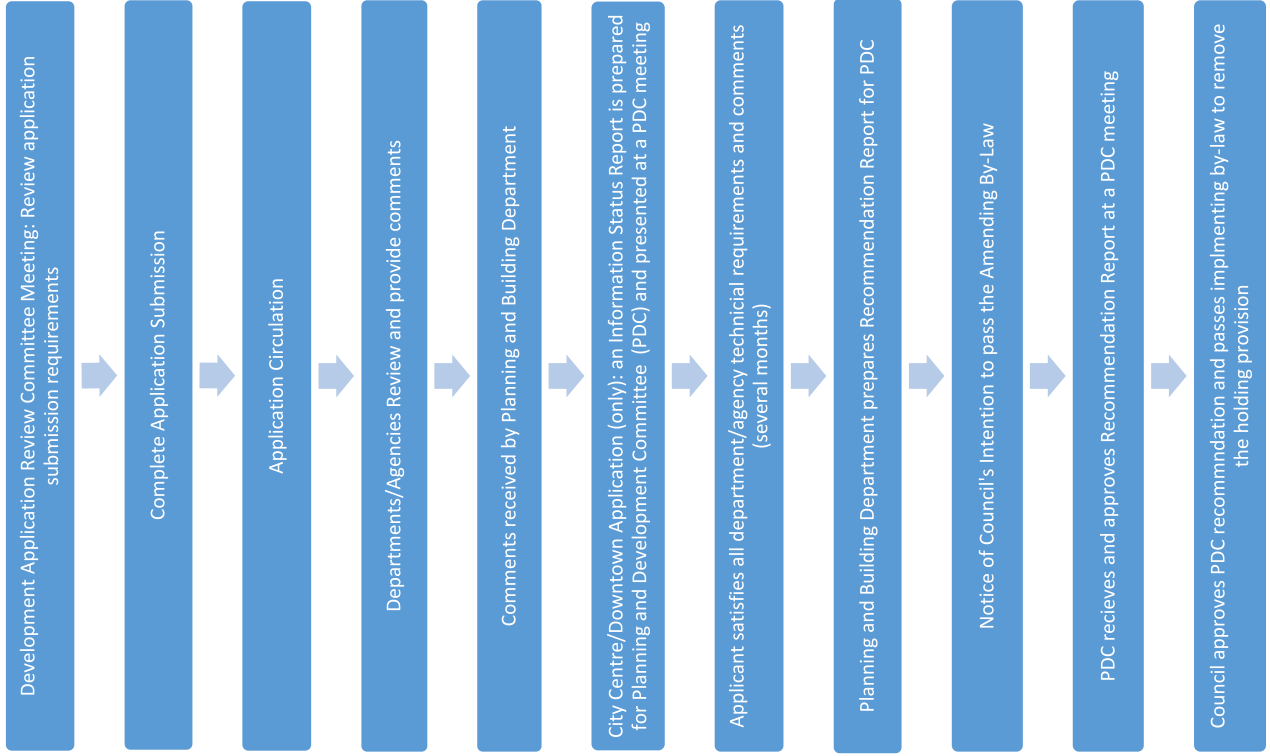 Development Application Review Committee Meeting: Review application
submission requirements
Complete Application Submission
Application Circulation
Departments/Agencies Review and provide comments
Comments received by Planning and Building Department
City Centre/Downtown Application (only): an Information Status Report is prepared
for Planning and Development Committee (PDC) and presented at a PDC meeting
Applicant satisfies all department/agency technicial requirements and comments
(several months)
Planning and Building Department prepares Recommendation Report for PDC
Notice of Council's Intention to pass the Amending By-Law
PDC recieves and approves Recommendation Report at a PDC meeting
Council approves PDC recommndation and passes implmenting by-law to remove
the holding provision